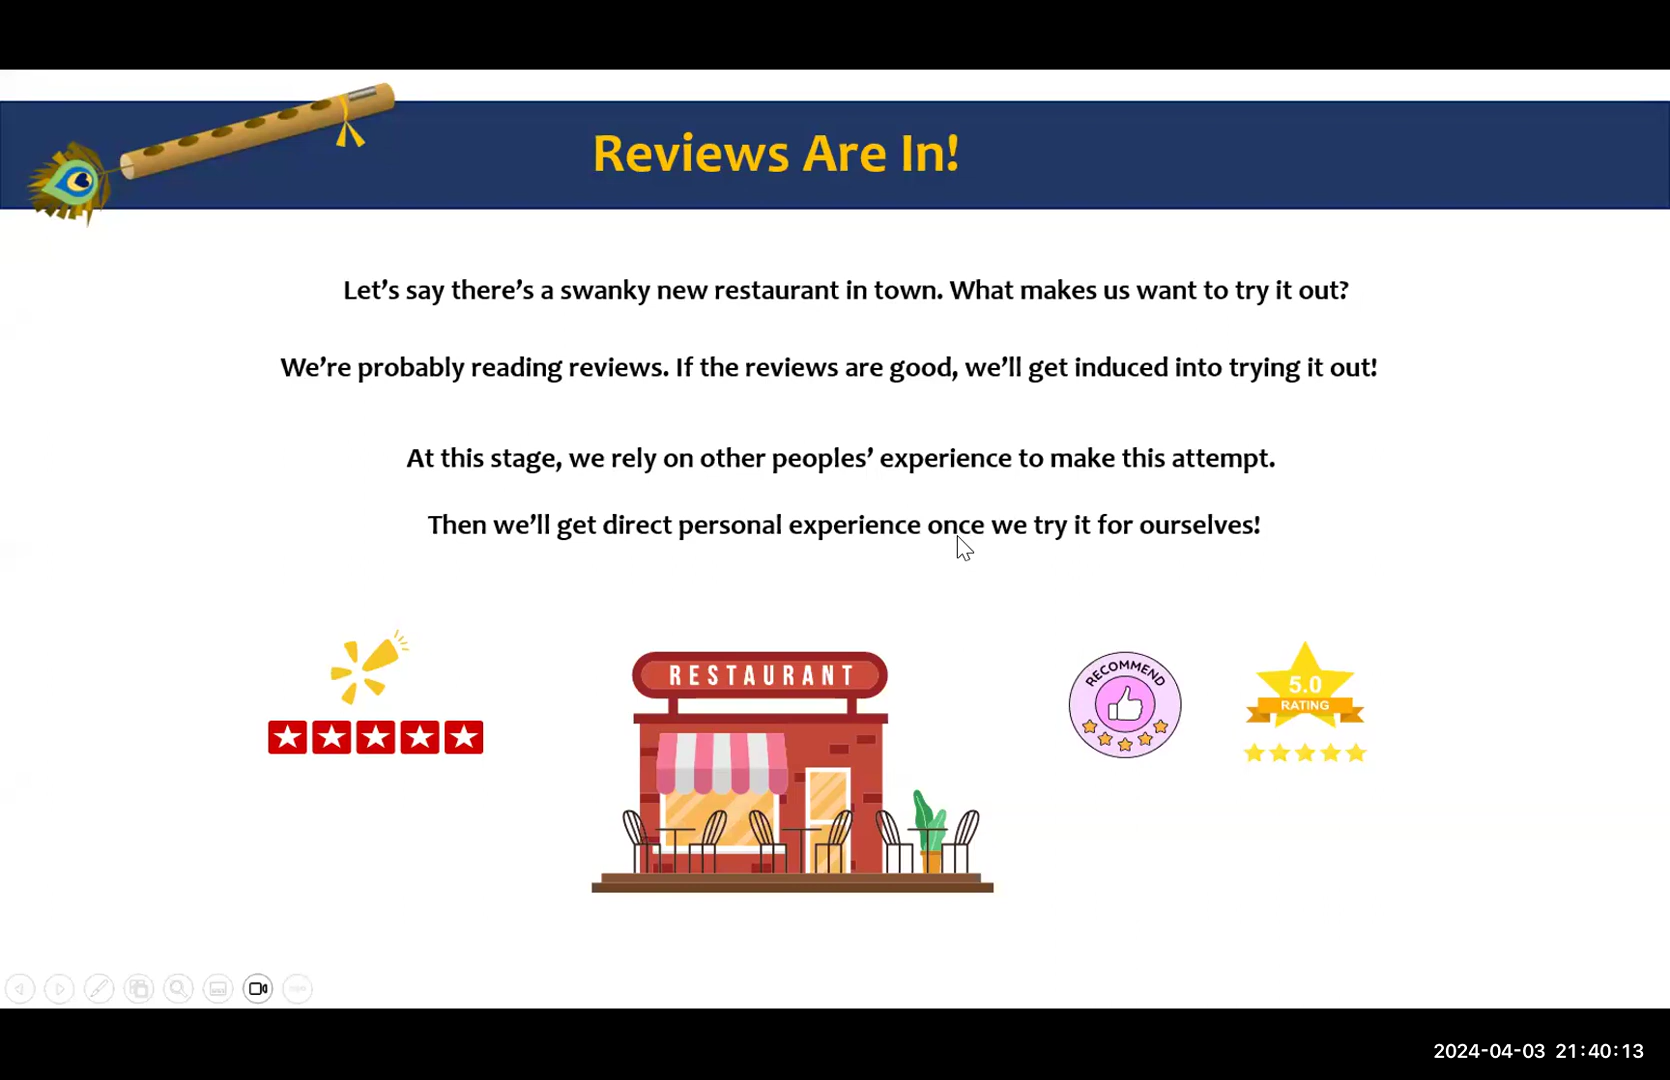 Reviews Are In!
Let’s say there’s a swanky new restaurant in town. What makes us want to try it out?
We’re probably reading reviews. If the reviews are good, we’ll get induced into trying it out!
At this stage, we rely on other peoples’ experience to make this attempt.
Then we’ll get direct personal experience once we try it for ourselves!
RESTAURANT
RECOMMEND
5.0
RATING
2024-04-03 21:40:13